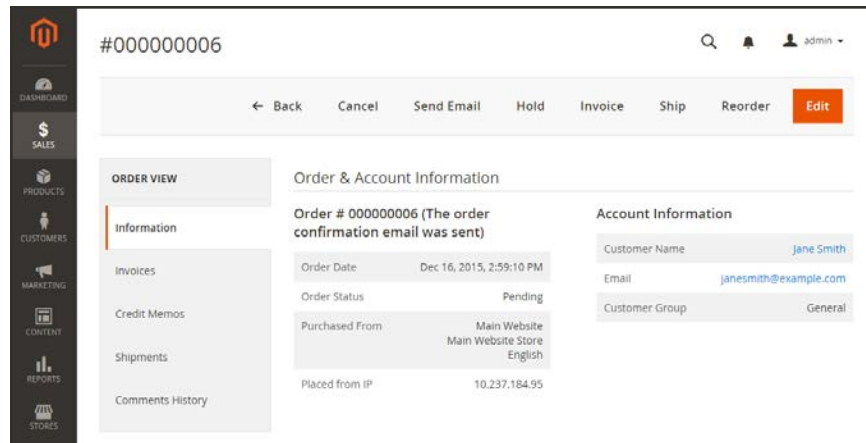 #000000006
admin
DASHBOARD
$
SALES
PRODUCTS
CUSTOMERS
MARKETING
CONTENT
REPORTS
STORES
← Back Cancel Send Email Hold Invoice Ship Reorder Edit
ORDER VIEW
Information
Invoices
Credit Memos
Shipments
Comments History
Order & Account Information
Order # 000000006 (The order
confirmation email was sent)
Order Date Dec 16, 2015, 2:59:10 PM
Order Status Pending
Purchased From Main Website
Main Website Store
English
Placed from IP 10.237.184.95
Account Information
Customer Name Jane Smith
Email janesmith@example.com
Customer Group General